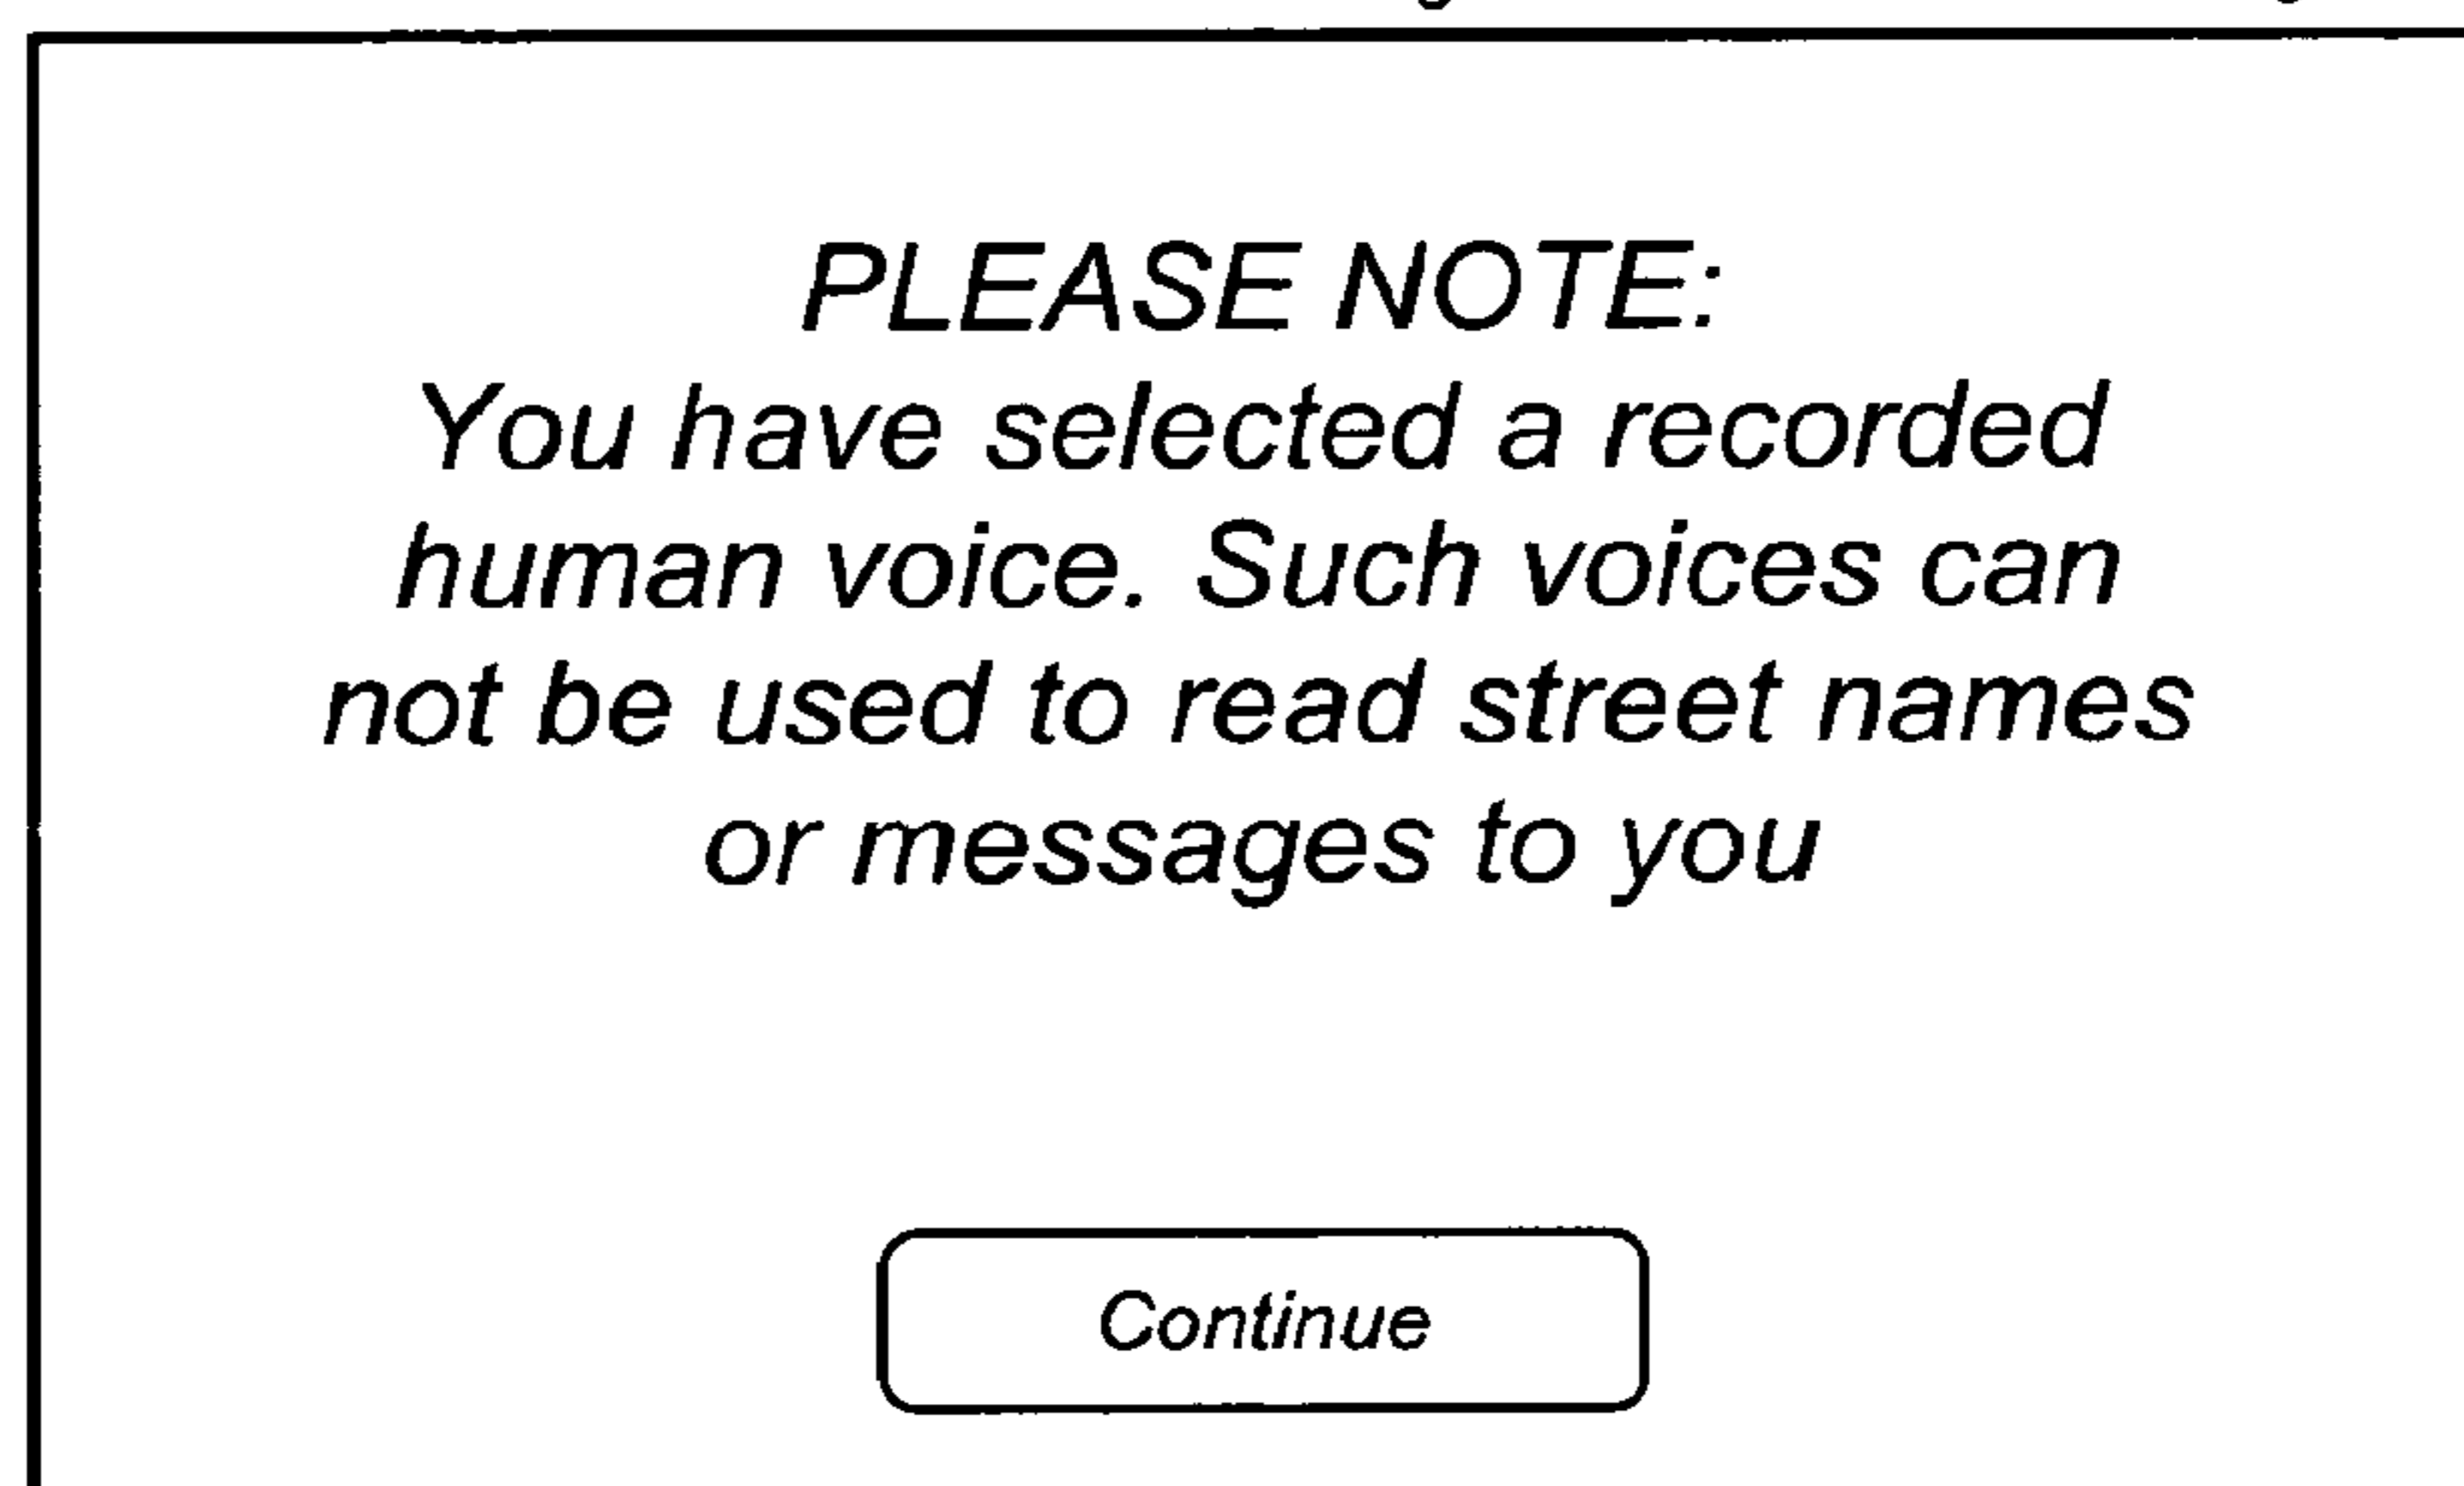 PLEASE NOTE:
You have selected a recorded
human voice. Such voices can
not be used to read street names
or messages to you
Continue